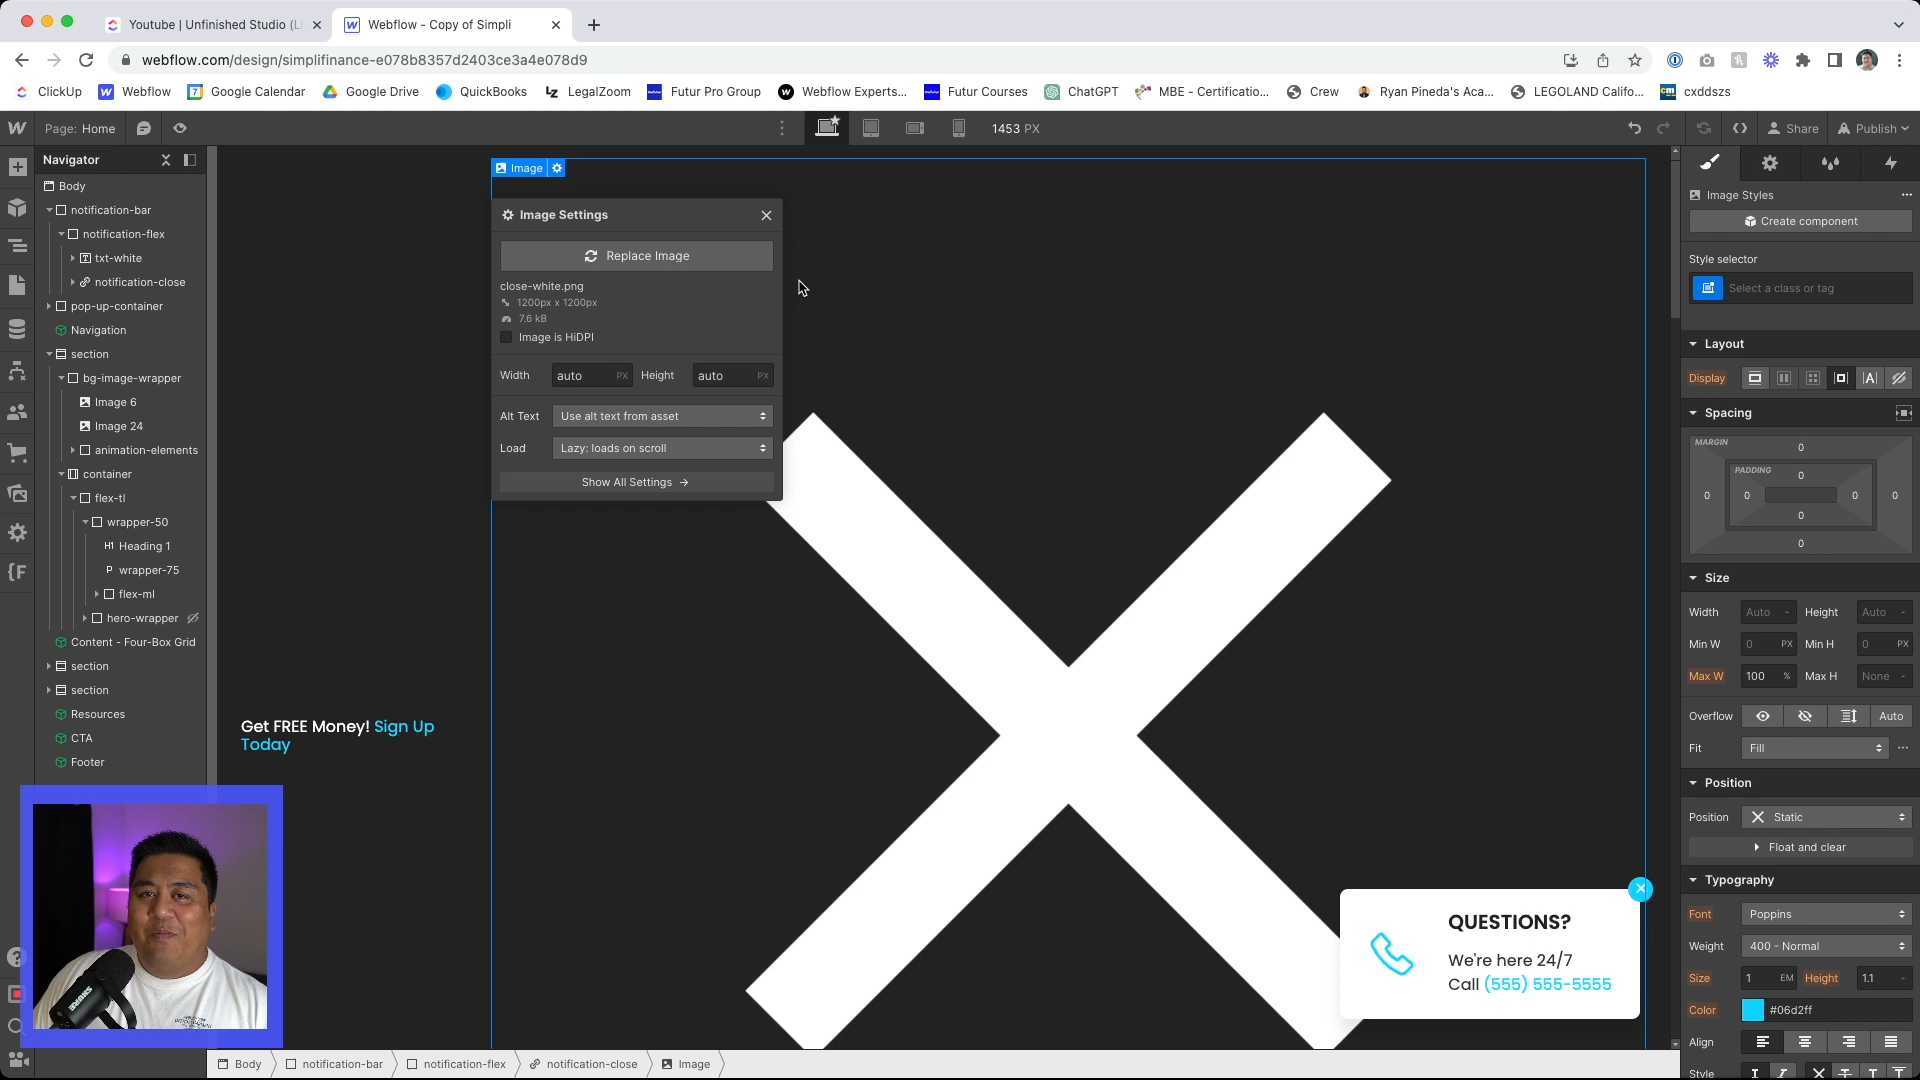 Youtube | Unfinished Studio (L
Webflow - Copy of Simpli
webflow.com/design/simplifinance-e078b8357d2403ce3a4e078d9
ClickUp
Webflow
Google Calendar
Google Drive
QuickBooks
LegalZoom
Futur Pro Group
Webflow Experts...
Futur Courses
ChatGPT
MBE - Certificatio...
Crew
Ryan Pineda's Aca...
LEGOLAND Califo...
cxddszs
Page: Home
1453 PX
Share
Publish
Navigator
Body
notification-bar
notification-flex
txt-white
notification-close
pop-up-container
Navigation
section
bg-image-wrapper
Image 6
Image 24
animation-elements
container
flex-tl
wrapper-50
H1 Heading 1
P wrapper-75
flex-ml
hero-wrapper
Content - Four-Box Grid
section
section
Resources
CTA
Footer
Image
Image Settings
Replace Image
close-white.png
1200px x 1200px
7.6 kB
Image is HiDPI
Width auto PX Height auto PX
Alt Text Use alt text from asset
Load Lazy: loads on scroll
Show All Settings
Get FREE Money! Sign Up
Today
QUESTIONS?
We're here 24/7
Call (555) 555-5555
Image Styles
Create component
Style selector
Select a class or tag
Layout
Display
Spacing
MARGIN
0
PADDING
0
0 0 0 0
0
0
Size
Width Auto - Height Auto -
Min W 0 PX Min H 0 PX
Max W 100 % Max H None -
Overflow Auto
Fit Fill
Position
Position Static
Float and clear
Typography
Font Poppins
Weight 400 - Normal
Size 1 EM Height 1.1 -
Color #06d2ff
Align
Style
SHURE
Body
notification-bar
notification-flex
notification-close
Image